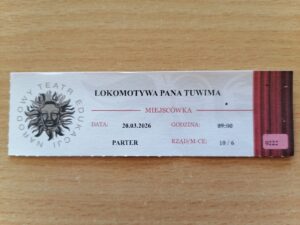 NARODOWY TEATR EDUKACJI
LOKOMOTYWA PANA TUWIMA
MIEJSCÓWKA
DATA: 20.03.2026 GODZINA: 09:00
PARTER RZĄD/M-CE: 10 / 6
0222